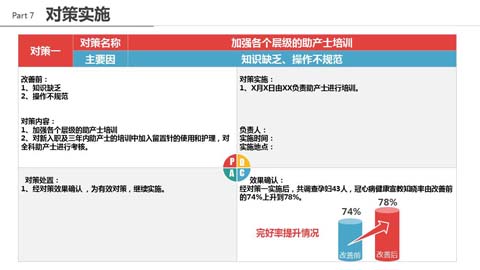 Part 7 对策实施
对策一
对策名称
加强各个层级的助产士培训
主要因
知识缺乏、操作不规范
改善前：
1、知识缺乏
2、操作不规范
对策内容：
1、加强各个层级的助产士培训
2、对新入职及三年内助产士的培训中加入留置针的使用和护理，对
全科助产士进行考核。
对策实施：
1、X月X日由XX负责助产士进行培训。
负责人：
实施时间：
实施地点：
P
D
A
C
对策处置：
1、经对策效果确认 ，为有效对策，继续实施。
效果确认：
经对策一实施后，共调查孕妇43人，冠心病健康宣教知晓率由改善前
的74%上升到78%。
完好率提升情况
74%
78%
改善前
改善后